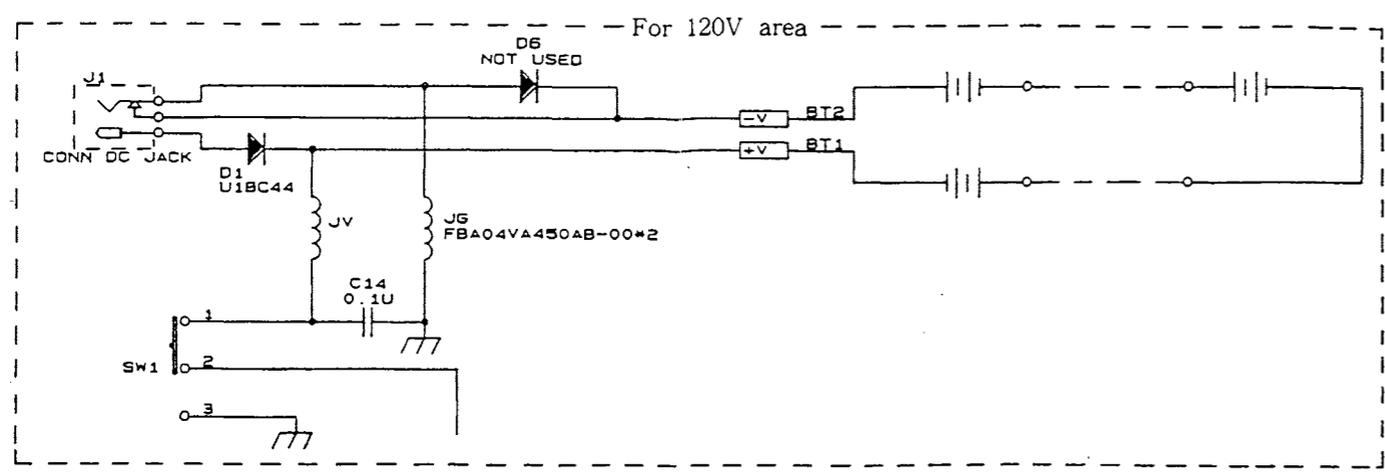 For 120V area
D6
NOT USED
J1
CONN DC JACK
-V BT2
+V BT1
D1
U1BC44
JV
JG
FBA04VA450AB-00*2
C14
0.1U
1
SW1
2
3